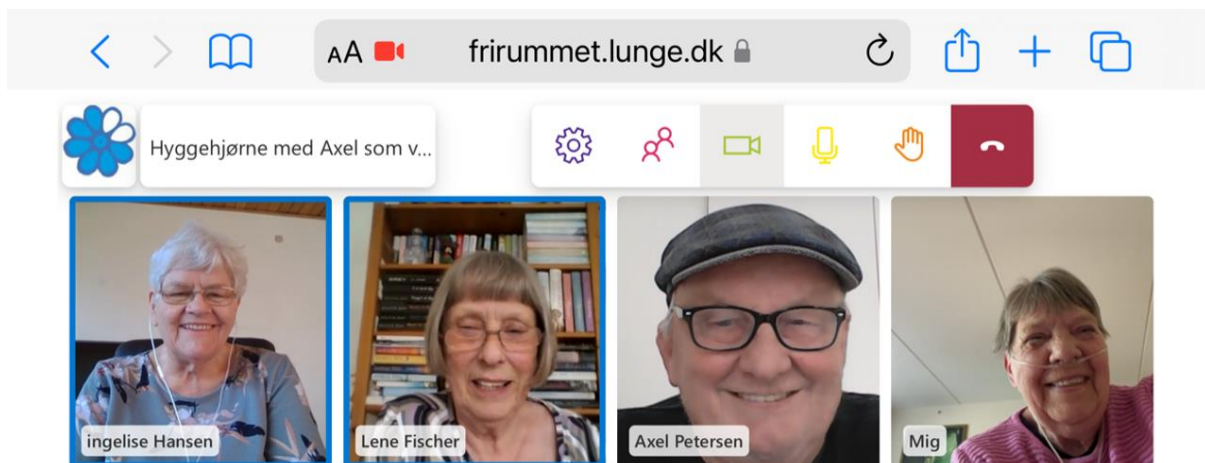 AA frirummet.lunge.dk
Hyggehjørne med Axel som v...
ingelise Hansen
Lene Fischer
Axel Petersen
Mig